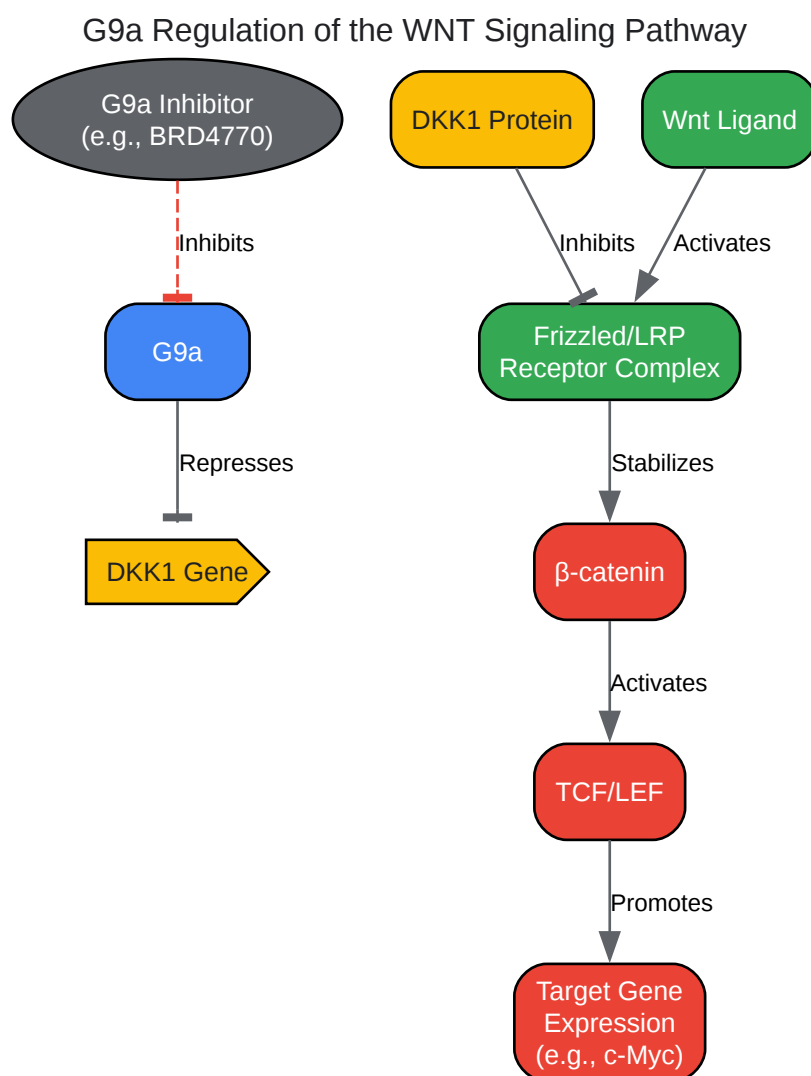 G9a Regulation of the WNT Signaling Pathway
G9a Inhibitor
(e.g., BRD4770)
DKK1 Protein
Wnt Ligand
Inhibits
Inhibits
Activates
G9a
Frizzled/LRP
Receptor Complex
Represses
Stabilizes
DKK1 Gene
β-catenin
Activates
TCF/LEF
Promotes
Target Gene
Expression
(e.g., c-Myc)